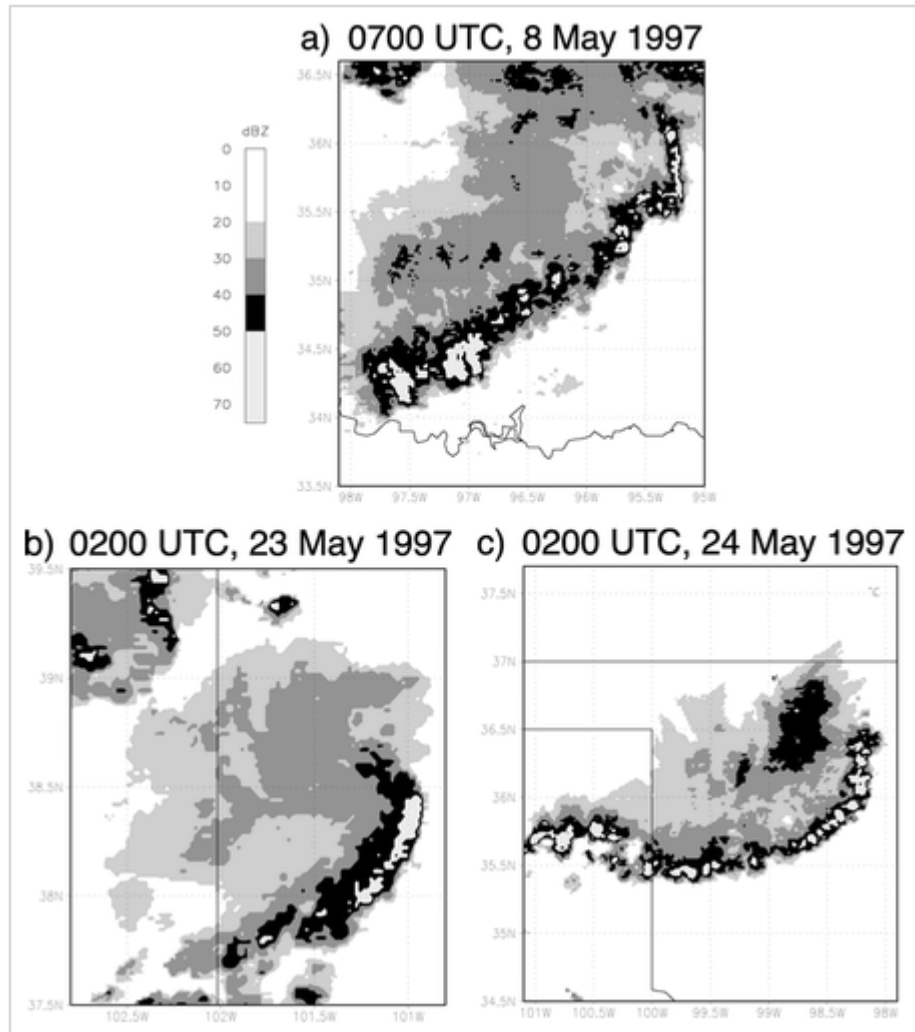 a) 0700 UTC, 8 May 1997
dBZ
0
10
20
30
40
50
60
70
36.5N
36N
35.5N
35N
34.5N
34N
33.5N
98W 97.5W 97W 96.5W 96W 95.5W 95W
b) 0200 UTC, 23 May 1997
39.5N
39N
38.5N
38N
37.5N
102.5W 102W 101.5W 101W
c) 0200 UTC, 24 May 1997
37.5N
37N
36.5N
36N
35.5N
35N
34.5N
101W 100.5W 100W 99.5W 99W 98.5W 98W